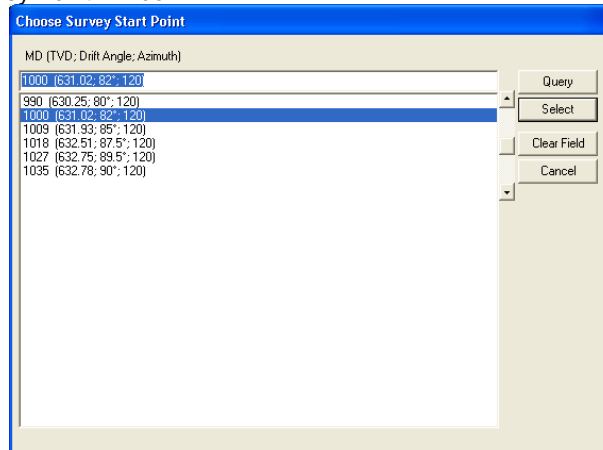 Choose Survey Start Point
MD (TVD; Drift Angle; Azimuth)
1000 (631.02; 82°; 120)
990 (630.25; 80°; 120)
1000 (631.02; 82°; 120)
1009 (631.93; 85°; 120)
1018 (632.51; 87.5°; 120)
1027 (632.75; 89.5°; 120)
1035 (632.78; 90°; 120)
Query
Select
Clear Field
Cancel